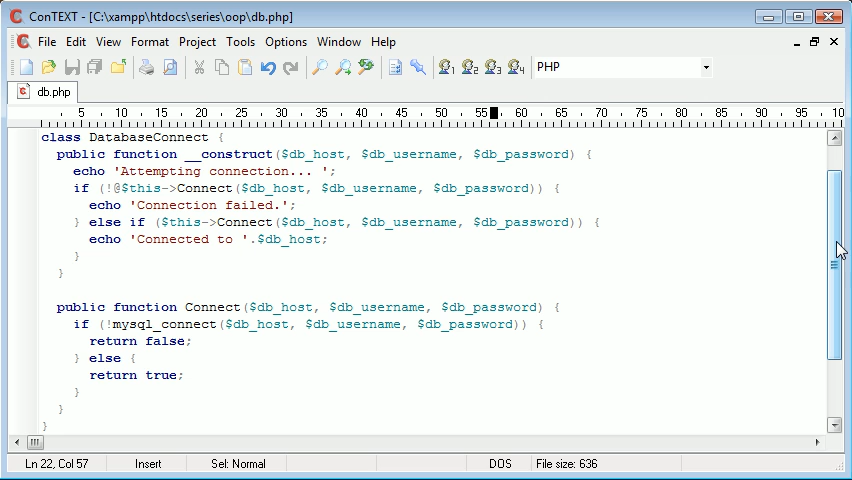 ConTEXT - [C:\xampp\htdocs\series\oop\db.php]
File Edit View Format Project Tools Options Window Help
1 2 3 4 PHP
db.php
5 10 15 20 25 30 35 40 45 50 55 60 65 70 75 80 85 90 95 10
class DatabaseConnect {
public function __construct($db_host, $db_username, $db_password) {
echo 'Attempting connection... ';
if (!@$this->Connect($db_host, $db_username, $db_password)) {
echo 'Connection failed.';
} else if ($this->Connect($db_host, $db_username, $db_password)) {
echo 'Connected to '.$db_host;
}
}
public function Connect($db_host, $db_username, $db_password) {
if (!mysql_connect($db_host, $db_username, $db_password)) {
return false;
} else {
return true;
}
}
}
Ln 22, Col 57 Insert Sel: Normal DOS File size: 636